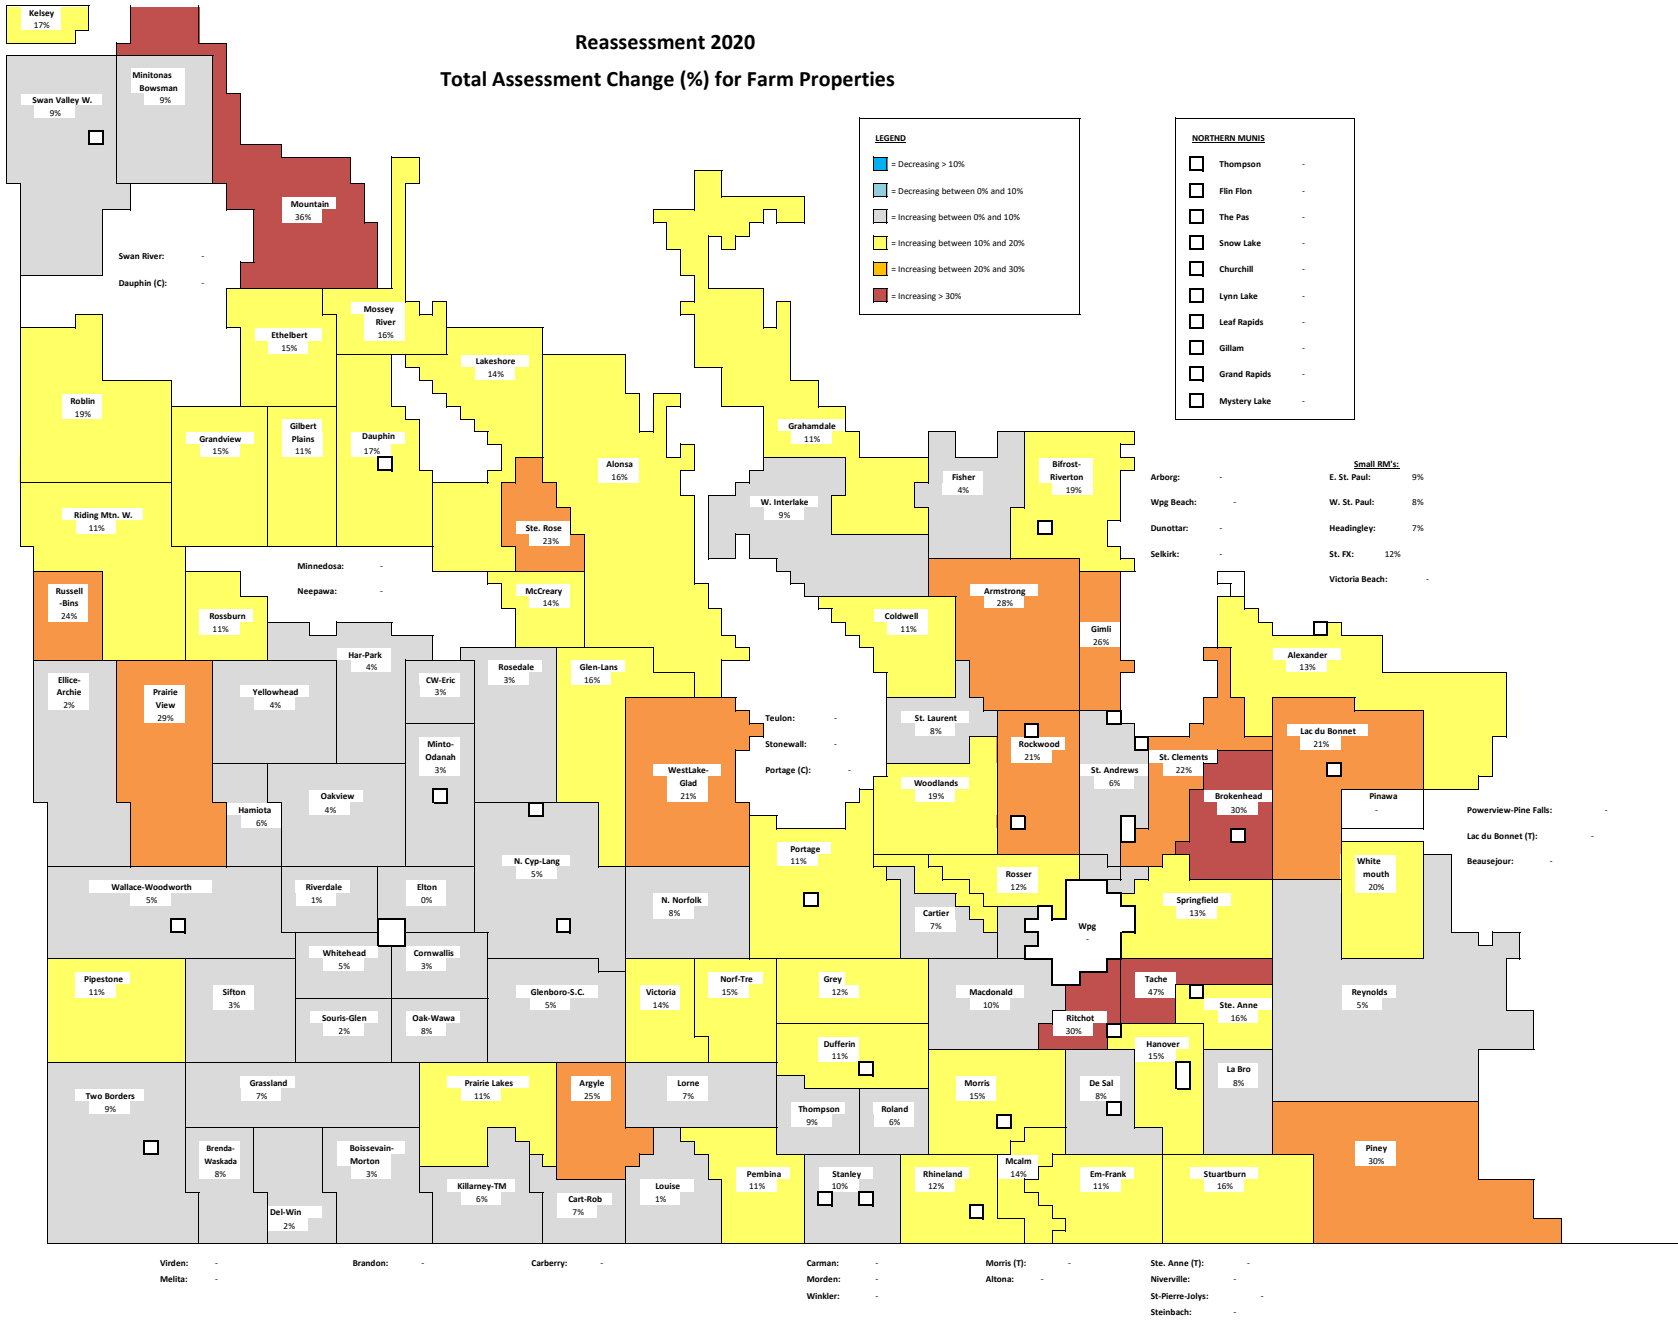 Kelsey
17%
Reassessment 2020
Total Assessment Change (%) for Farm Properties
Minitonas
Bowsman
9%
Swan Valley W.
9%
LEGEND
= Decreasing > 10%
= Decreasing between 0% and 10%
= Increasing between 0% and 10%
= Increasing between 10% and 20%
= Increasing between 20% and 30%
= Increasing > 30%
NORTHERN MUNIS
Thompson -
Flin Flon -
The Pas -
Snow Lake -
Churchill -
Lynn Lake -
Leaf Rapids -
Gillam -
Grand Rapids -
Mystery Lake -
Mountain
36%
Swan River: -
Dauphin (C): -
Mossey
River
16%
Ethelbert
15%
Lakeshore
14%
Roblin
19%
Grandview
15%
Gilbert
Plains
11%
Dauphin
17%
Alonsa
16%
Grahamdale
11%
Fisher
4%
Bifrost-
Riverton
19%
W. Interlake
9%
Arborg: -
Wpg Beach: -
Dunottar: -
Selkirk: -
Small RM's:
E. St. Paul: 9%
W. St. Paul: 8%
Headingley: 7%
St. FX: 12%
Victoria Beach: -
Riding Mtn. W.
11%
Ste. Rose
23%
Minnedosa: -
Neepawa: -
Russell
-Bins
24%
Rossburn
11%
McCreary
14%
Armstrong
28%
Coldwell
11%
Gimli
26%
Har-Park
4%
Alexander
13%
Ellice-
Archie
2%
Prairie
View
29%
Yellowhead
4%
CW-Eric
3%
Rosedale
3%
Glen-Lans
16%
Teulon: -
Stonewall: -
Portage (C): -
St. Laurent
8%
Rockwood
21%
St. Andrews
6%
St. Clements
22%
Lac du Bonnet
21%
Minto-
Odanah
3%
WestLake-
Glad
21%
Woodlands
19%
Brokenhead
30%
Pinawa
-
Powerview-Pine Falls: -
Lac du Bonnet (T): -
Beausejour: -
Hamiota
6%
Oakview
4%
N. Cyp-Lang
5%
Portage
11%
Rosser
12%
White
mouth
20%
Wallace-Woodworth
5%
Riverdale
1%
Elton
0%
N. Norfolk
8%
Cartier
7%
Wpg
-
Springfield
13%
Whitehead
5%
Cornwallis
3%
Pipestone
11%
Sifton
3%
Glenboro-S.C.
5%
Victoria
14%
Norf-Tre
15%
Grey
12%
Macdonald
10%
Tache
47%
Ste. Anne
16%
Reynolds
5%
Souris-Glen
2%
Oak-Wawa
8%
Ritchot
30%
Dufferin
11%
Hanover
15%
Two Borders
9%
Grassland
7%
Prairie Lakes
11%
Argyle
25%
Lorne
7%
Morris
15%
De Sal
8%
La Bro
8%
Thompson
9%
Roland
6%
Brenda-
Waskada
8%
Boissevain-
Morton
3%
Piney
30%
Killarney-TM
6%
Cart-Rob
7%
Louise
1%
Pembina
11%
Stanley
10%
Rhineland
12%
Mcalm
14%
Em-Frank
11%
Stuartburn
16%
Del-Win
2%
Virden: -
Melita: -
Brandon: -
Carberry: -
Carman: -
Morden: -
Winkler: -
Morris (T): -
Altona: -
Ste. Anne (T): -
Niverville: -
St-Pierre-Jolys: -
Steinbach: -